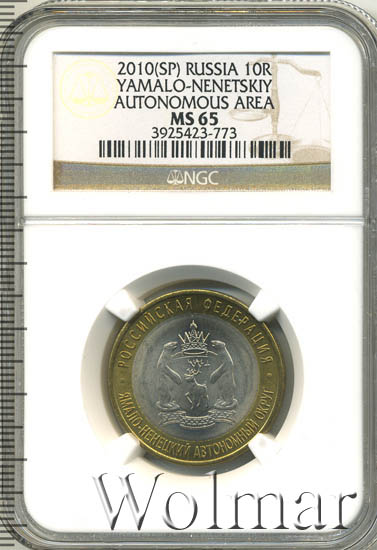 2010(SP) RUSSIA 10R
YAMALO-NENETSKIY
AUTONOMOUS AREA
MS 65
3925423-773
NGC
РОССИЙСКАЯ ФЕДЕРАЦИЯ
ЯМАЛО-НЕНЕЦКИЙ АВТОНОМНЫЙ ОКРУГ
Wolmar